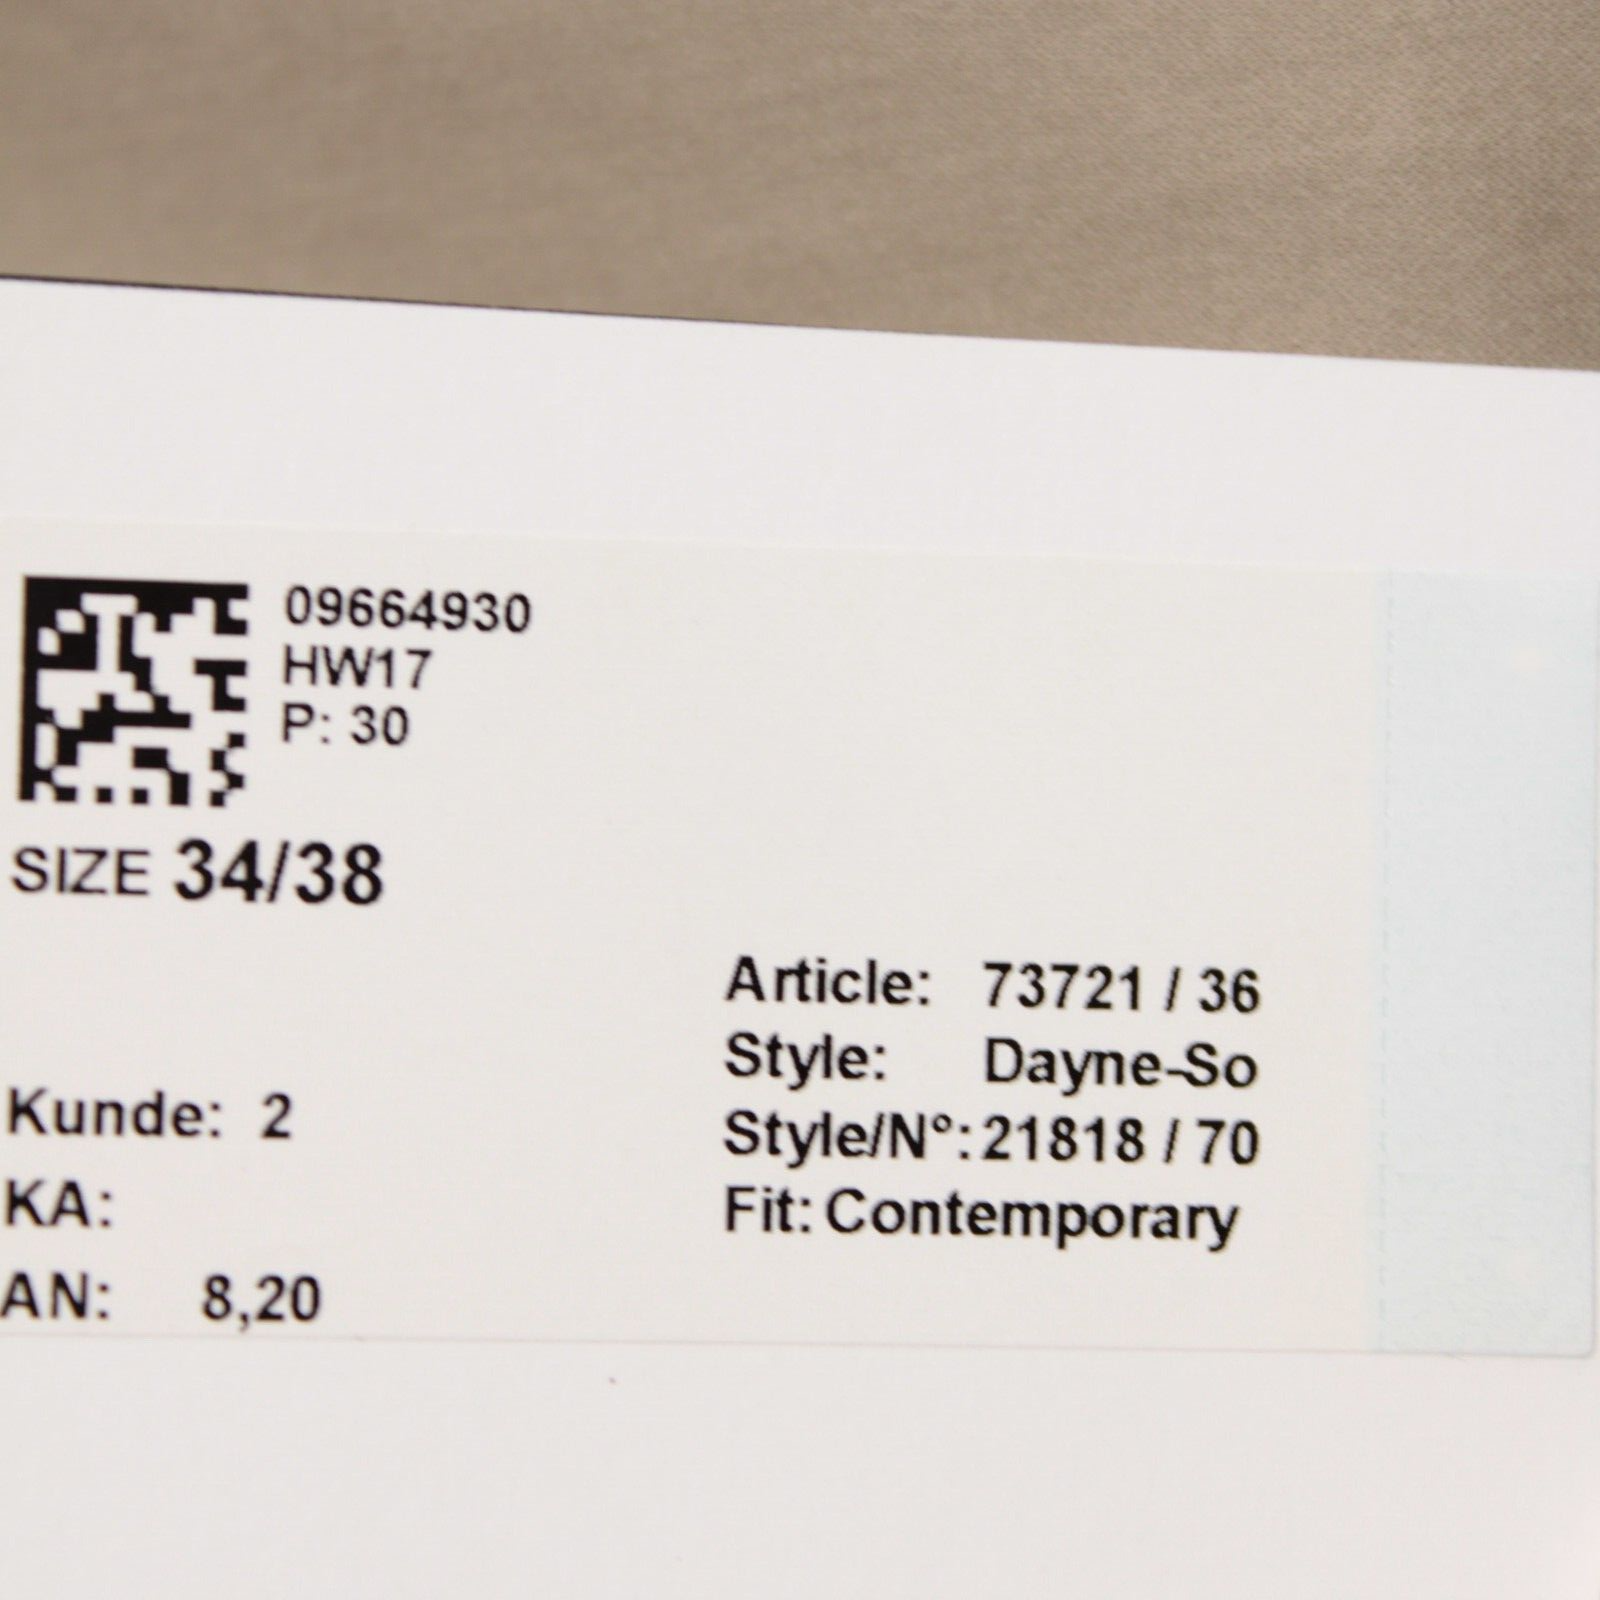 09664930
HW17
P: 30
SIZE 34/38
Article: 73721 / 36
Style: Dayne-So
Style/N°: 21818 / 70
Fit: Contemporary
Kunde: 2
KA:
AN: 8,20